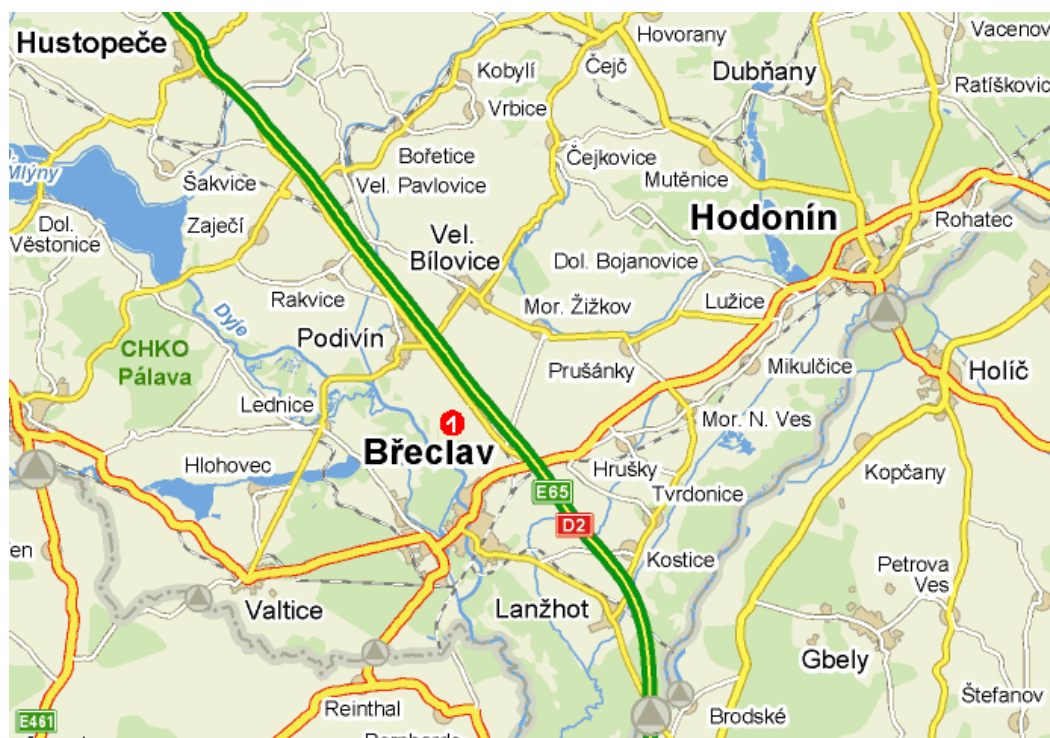 Hustopeče
Hovorany
Vacenov
Kobylí
Čejč
Dubňany
Ratíškovic
Vrbice
Mlýny
Šakvice
Bořetice
Čejkovice
Vel. Pavlovice
Mutěnice
Dol.
Věstonice
Zaječí
Vel.
Bílovice
Hodonín
Rohatec
Dol. Bojanovice
Rakvice
Mor. Žižkov
Lužice
Dyje
Podivín
CHKO
Pálava
Prušánky
Mikulčice
Holíč
Lednice
1
Břeclav
Mor. N. Ves
Hlohovec
Hrušky
Kopčany
E65
Tvrdonice
D2
Kostice
Petrova
Ves
Valtice
Lanžhot
Gbely
Reinthal
Štefanov
E461
Brodské